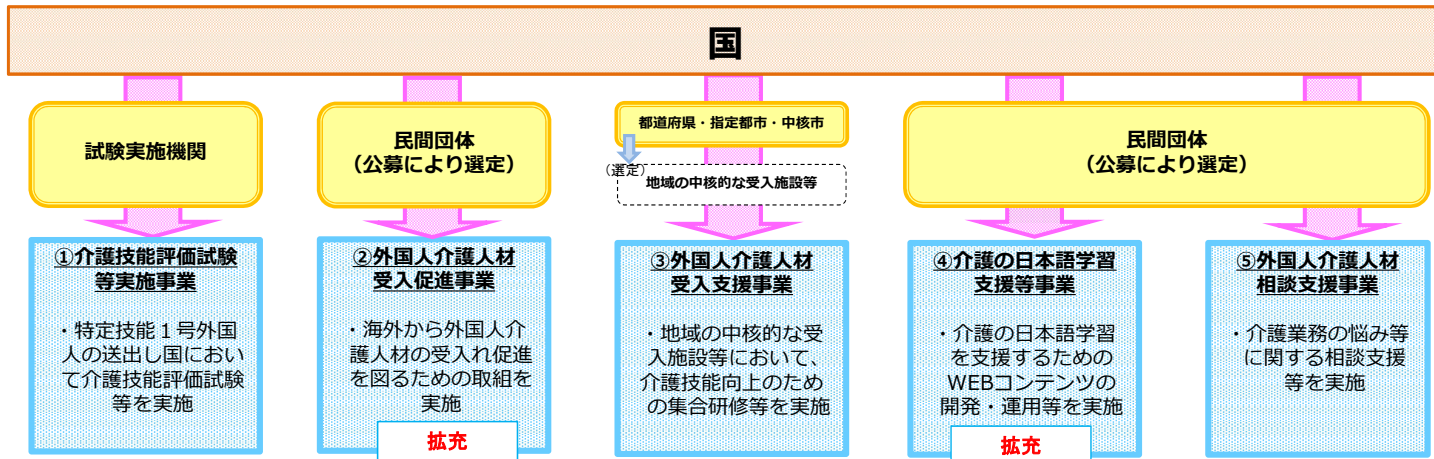 国
試験実施機関
民間団体
（公募により選定）
都道府県・指定都市・中核市
（選定）
地域の中核的な受入施設等
民間団体
（公募により選定）
①介護技能評価試験
等実施事業
・特定技能１号外国
人の送出し国におい
て介護技能評価試験
等を実施
②外国人介護人材
受入促進事業
・海外から外国人介
護人材の受入れ促進
を図るための取組を
実施
拡充
③外国人介護人材
受入支援事業
・地域の中核的な受
入施設等において、
介護技能向上のため
の集合研修等を実施
④介護の日本語学習
支援等事業
・介護の日本語学習
を支援するための
WEBコンテンツの
開発・運用等を実施
拡充
⑤外国人介護人材
相談支援事業
・介護業務の悩み等
に関する相談支援
等を実施